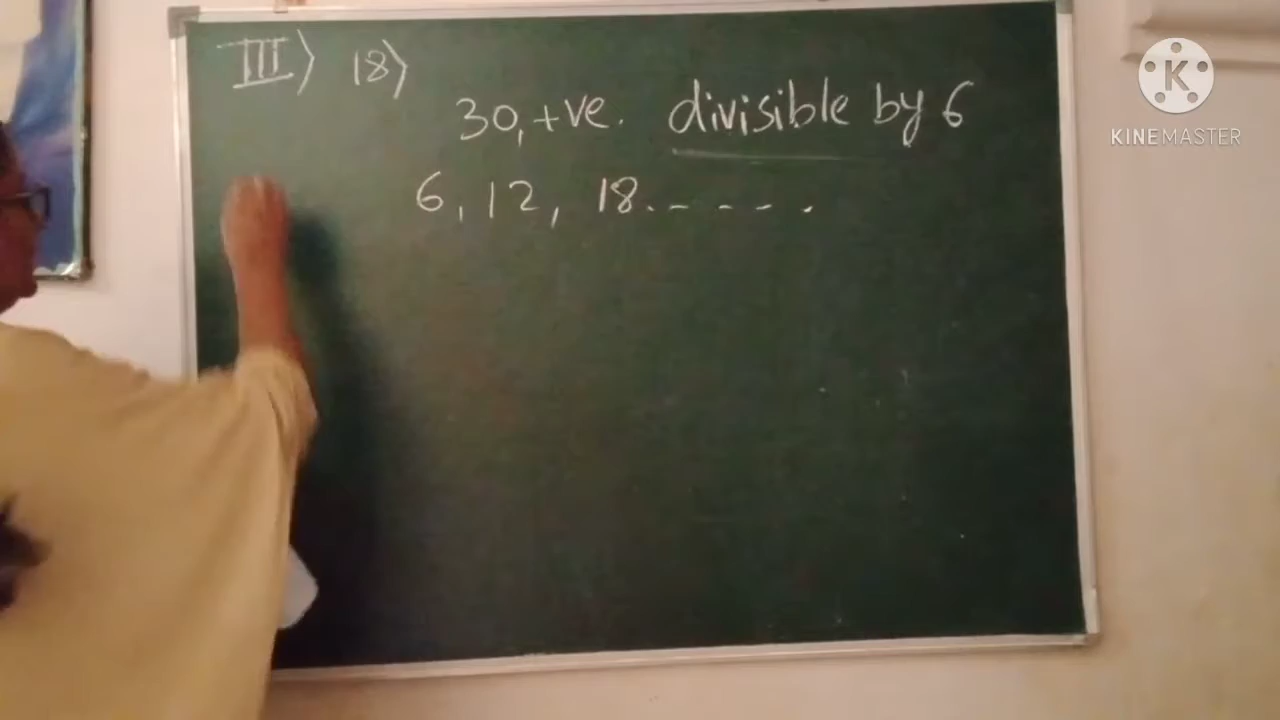 III) 18)
30, +ve. divisible by 6
6, 12, 18. - - - - .
K
KINEMASTER